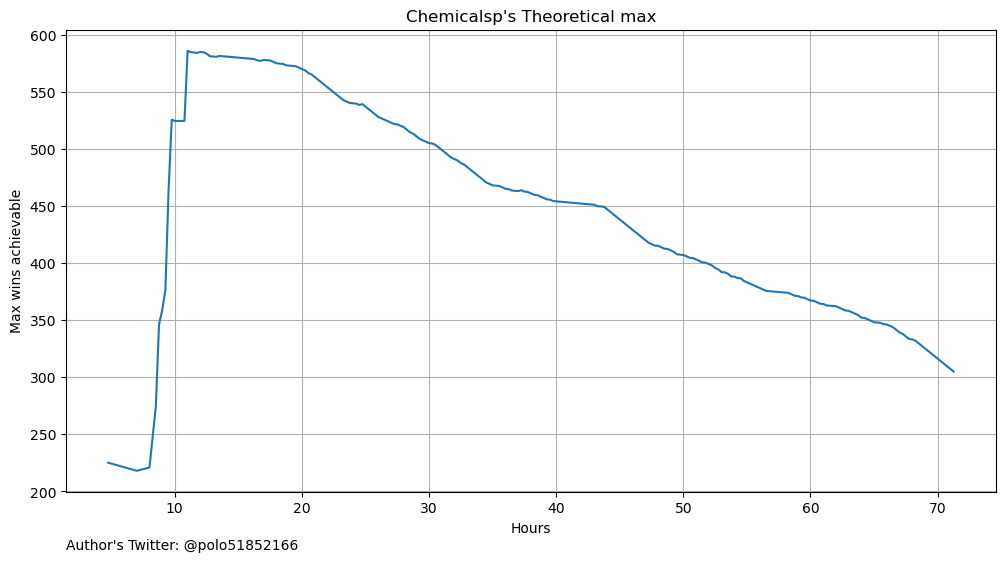 Chemicalsp's Theoretical max
600
550
500
450
400
350
300
250
200
Max wins achievable
10 20 30 40 50 60 70
Hours
Author's Twitter: @polo51852166